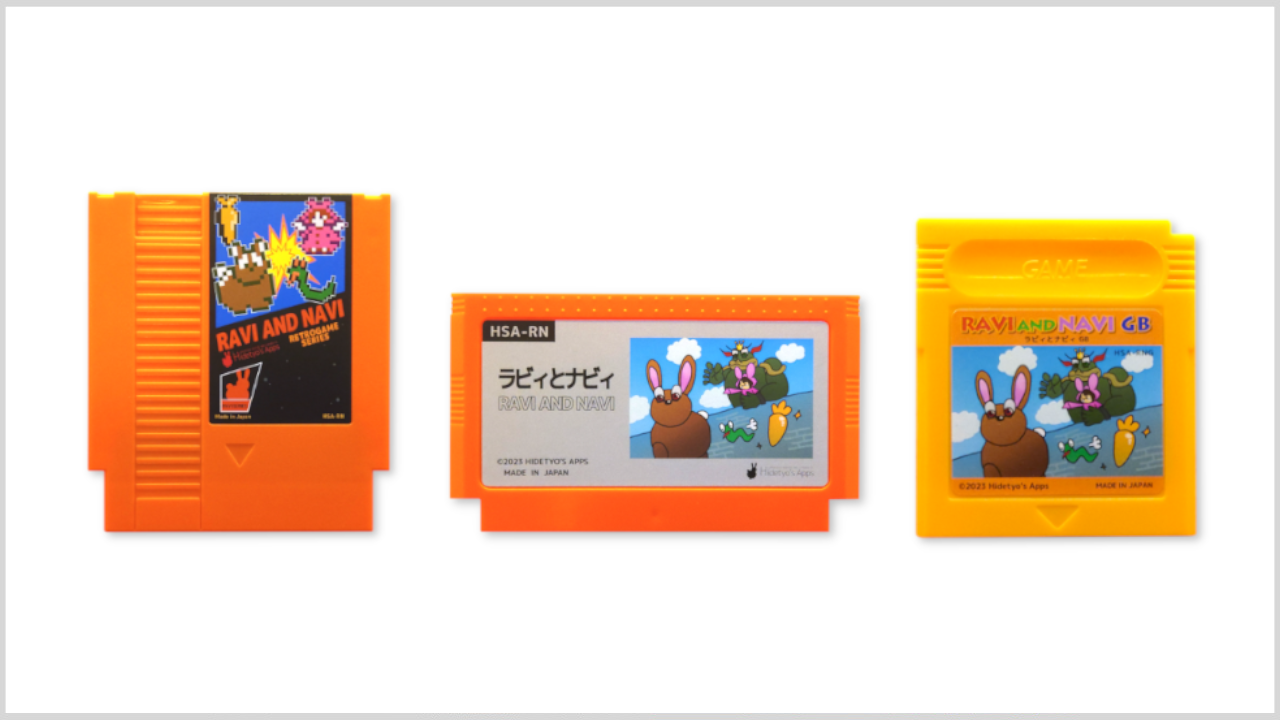 RAVI AND NAVI
RETROGAME
SERIES
Hidetyo's Apps
Made in Japan
HSA-RN
HSA-RN
ラビィとナビィ
RAVI AND NAVI
©2023 HIDETYO'S APPS
MADE IN JAPAN
Hidetyo's Apps
GAME
RAVI AND NAVI GB
ラビィとナビィ GB
©2023 Hidetyo's Apps
MADE IN JAPAN